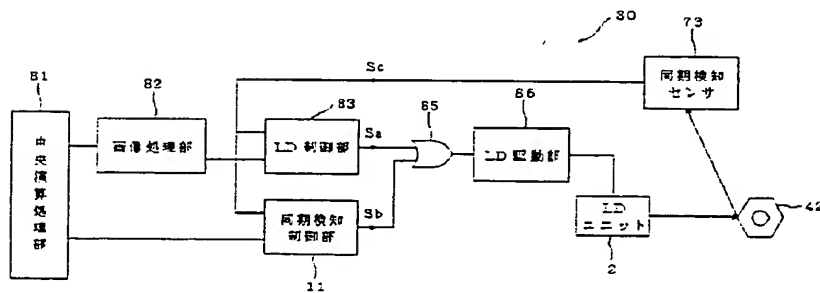 80
73
81
Sc
同期検知
センサ
82
83
86
85
Sa
中央演算処理部
画像処理部
LD制御部
LD駆動部
42
同期検知
制御部
Sb
LD
ユニット
11
2